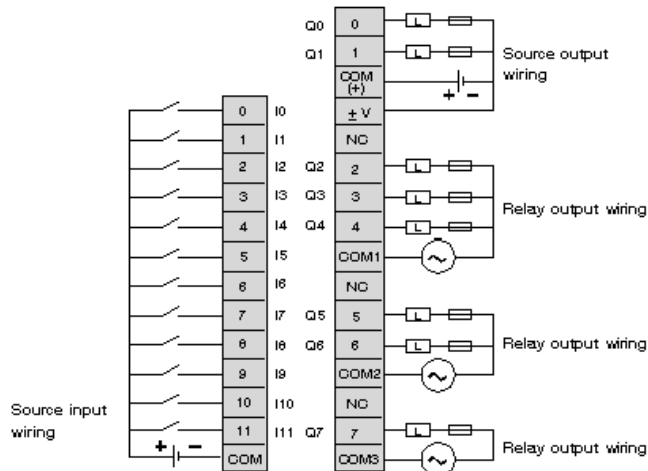 Q0 0 L
Q1 1 L
Source output
wiring
COM
(+)
+ −
± V
0 I0
1 I1
NC
2 I2
Q2 2 L
3 I3
Q3 3 L
Relay output wiring
4 I4
Q4 4 L
5 I5
COM1
6 I6
NC
7 I7
Q5 5 L
8 I8
Q6 6 L
Relay output wiring
9 I9
COM2
10 I10
NC
Source input
wiring
11 I11
Q7 7 L
+ −
COM
COM3
Relay output wiring